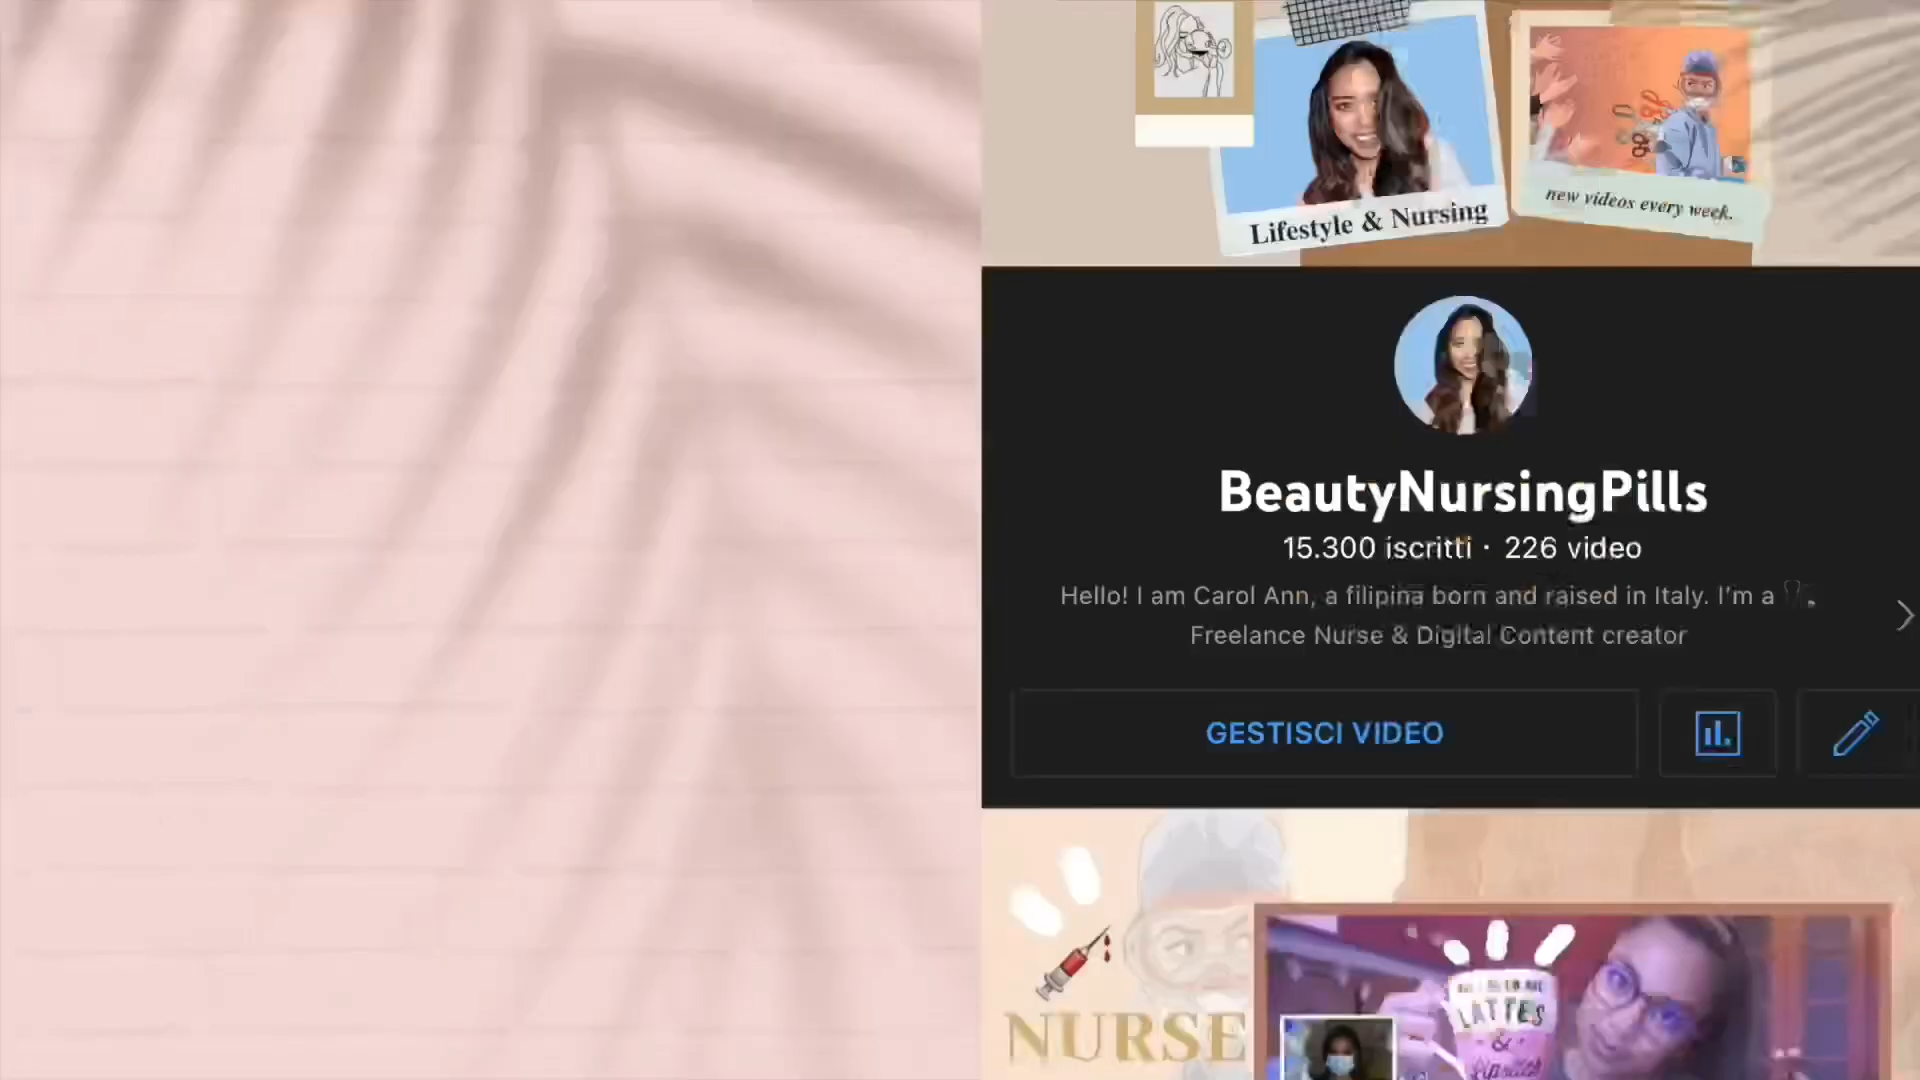 Lifestyle & Nursing
new videos every week.
BeautyNursingPills
15.300 iscritti · 226 video
Hello! I am Carol Ann, a filipina born and raised in Italy. I'm a
Freelance Nurse & Digital Content creator
GESTISCI VIDEO
NURSE
LATTES
&